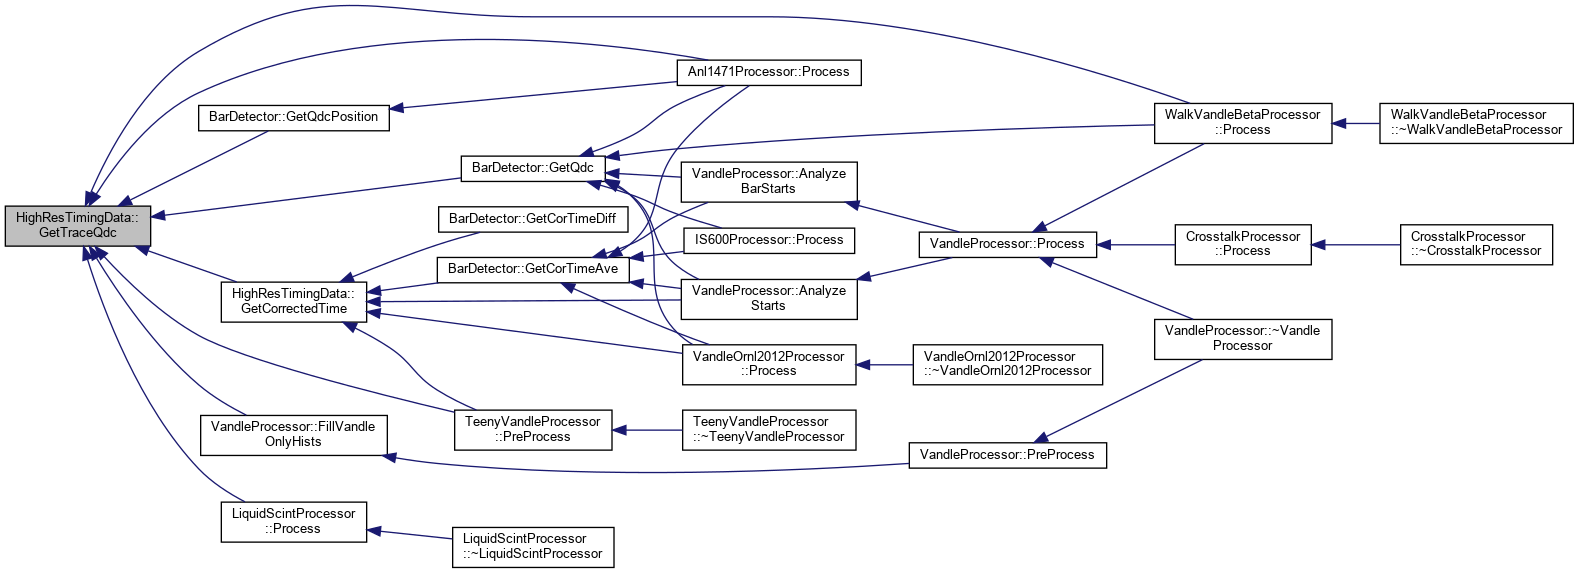 HighResTimingData::
GetTraceQdc
BarDetector::GetQdcPosition
BarDetector::GetQdc
BarDetector::GetCorTimeDiff
BarDetector::GetCorTimeAve
HighResTimingData::
GetCorrectedTime
VandleProcessor::FillVandle
OnlyHists
LiquidScintProcessor
::Process
LiquidScintProcessor
::~LiquidScintProcessor
Anl1471Processor::Process
VandleProcessor::Analyze
BarStarts
IS600Processor::Process
VandleProcessor::Analyze
Starts
VandleOrnl2012Processor
::Process
TeenyVandleProcessor
::PreProcess
TeenyVandleProcessor
::~TeenyVandleProcessor
VandleProcessor::Process
VandleOrnl2012Processor
::~VandleOrnl2012Processor
VandleProcessor::PreProcess
WalkVandleBetaProcessor
::Process
WalkVandleBetaProcessor
::~WalkVandleBetaProcessor
CrosstalkProcessor
::Process
CrosstalkProcessor
::~CrosstalkProcessor
VandleProcessor::~Vandle
Processor